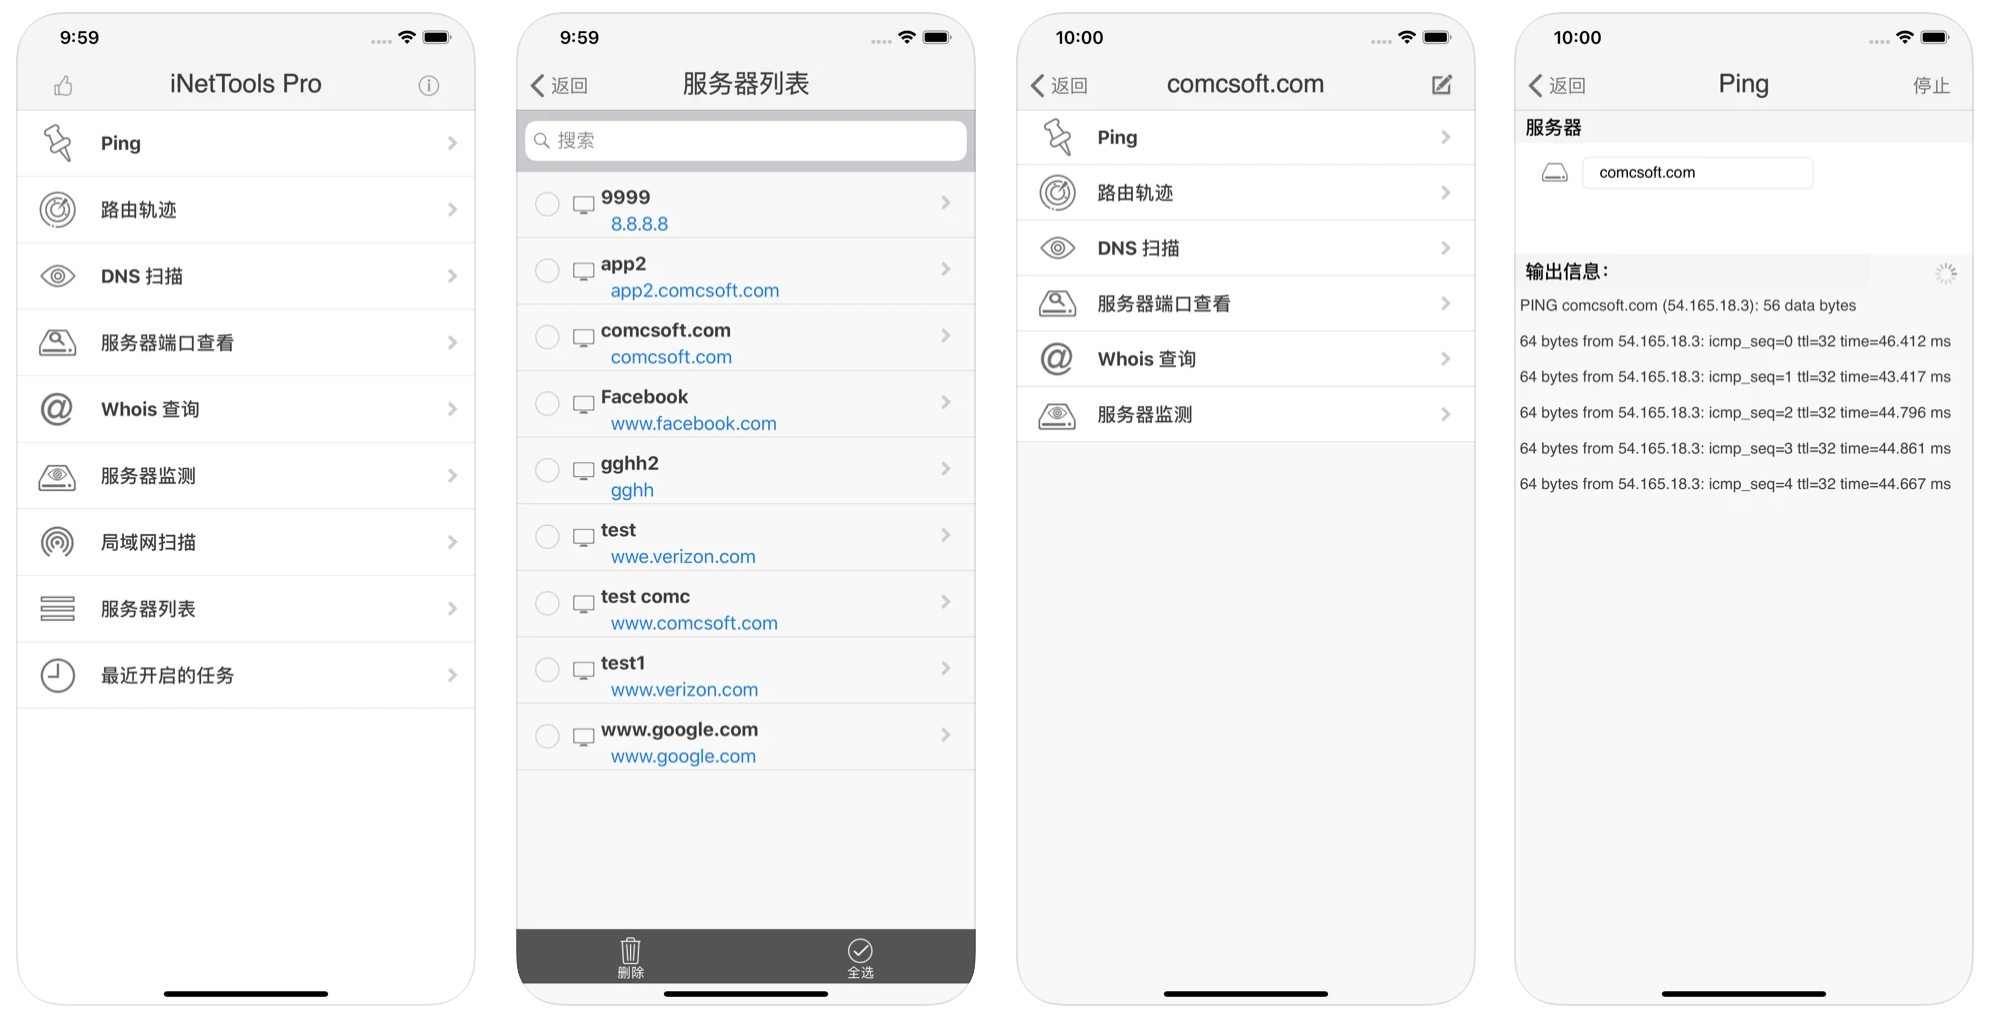 9:59
iNetTools Pro
Ping
路由轨迹
DNS 扫描
服务器端口查看
Whois 查询
服务器监测
局域网扫描
服务器列表
最近开启的任务
9:59
返回 服务器列表
搜索
9999
8.8.8.8
app2
app2.comcsoft.com
comcsoft.com
comcsoft.com
Facebook
www.facebook.com
gghh2
gghh
test
wwe.verizon.com
test comc
www.comcsoft.com
test1
www.verizon.com
www.google.com
www.google.com
删除 全选
10:00
返回 comcsoft.com
Ping
路由轨迹
DNS 扫描
服务器端口查看
Whois 查询
服务器监测
10:00
返回 Ping 停止
服务器
comcsoft.com
输出信息：
PING comcsoft.com (54.165.18.3): 56 data bytes
64 bytes from 54.165.18.3: icmp_seq=0 ttl=32 time=46.412 ms
64 bytes from 54.165.18.3: icmp_seq=1 ttl=32 time=43.417 ms
64 bytes from 54.165.18.3: icmp_seq=2 ttl=32 time=44.796 ms
64 bytes from 54.165.18.3: icmp_seq=3 ttl=32 time=44.861 ms
64 bytes from 54.165.18.3: icmp_seq=4 ttl=32 time=44.667 ms